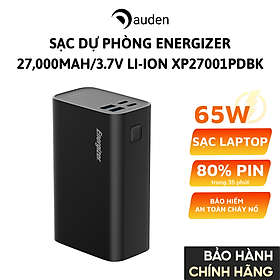 auden
SẠC DỰ PHÒNG ENERGIZER
27,000MAH/3.7V LI-ION XP27001PDBK
65W
SẠC LAPTOP
80% PIN
trong 35 phút
BẢO HIỂM
AN TOÀN CHÁY NỔ
Energizer
BẢO HÀNH
CHÍNH HÃNG